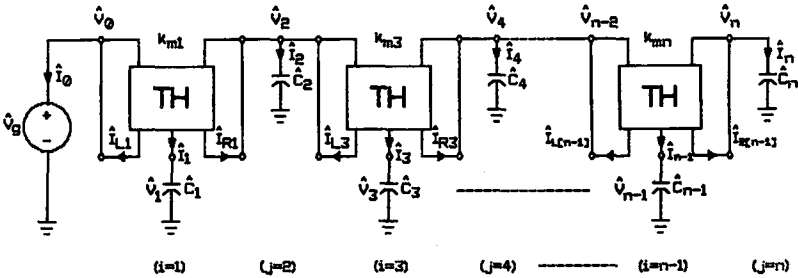 V̂0 km1 V̂2 km3 V̂4 V̂n-2 kmn V̂n
Î0 TH Î2 Ĉ2 TH Î4 Ĉ4 TH În Ĉn
V̂g + -
ÎL1 Î1 ÎR1 ÎL3 Î3 ÎR3 ÎL[n-1] În-1 ÎR[n-1]
V̂1 Ĉ1 V̂3 Ĉ3 V̂n-1 Ĉn-1
(i=1) (j=2) (i=3) (j=4) (i=n-1) (j=n)